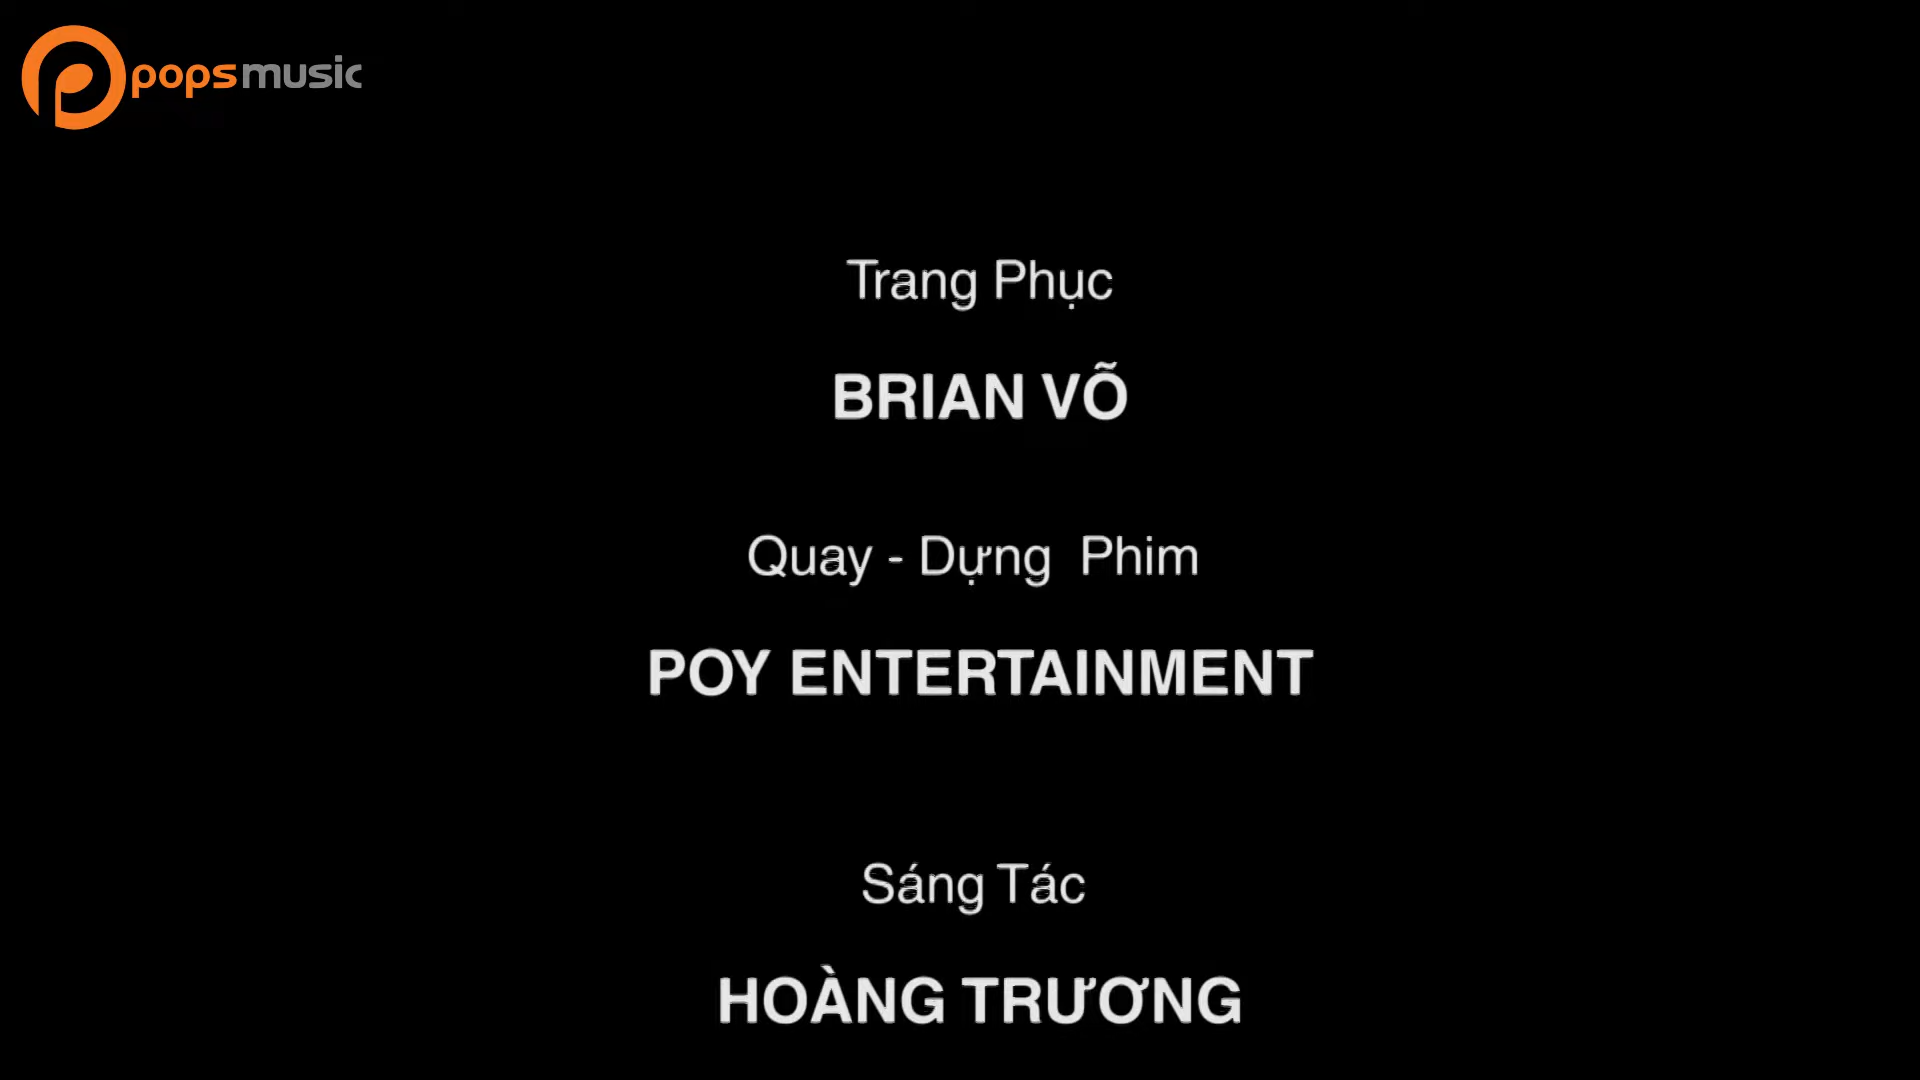 popsmusic
Trang Phục
BRIAN VÕ
Quay - Dựng  Phim
POY ENTERTAINMENT
Sáng Tác
HOÀNG TRƯƠNG